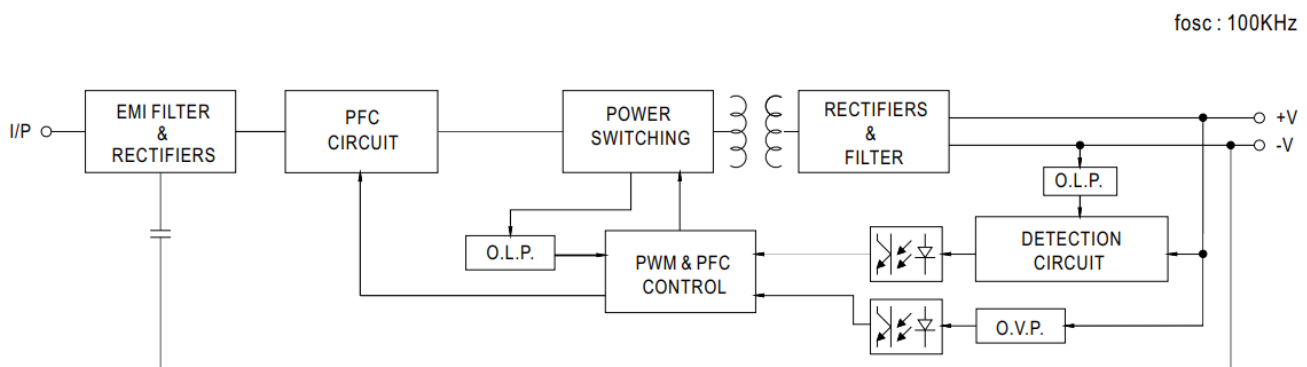 fosc : 100KHz
I/P
EMI FILTER
&
RECTIFIERS
PFC
CIRCUIT
POWER
SWITCHING
RECTIFIERS
&
FILTER
+V
-V
O.L.P.
O.L.P.
PWM & PFC
CONTROL
DETECTION
CIRCUIT
O.V.P.